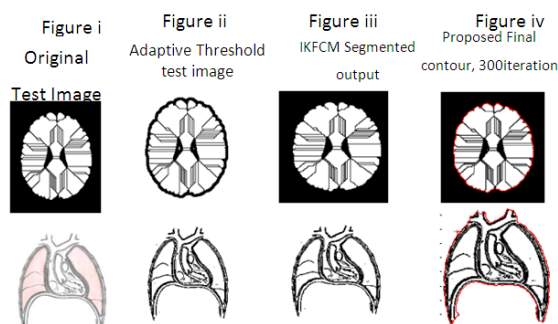 Figure i
Original
Test Image
Figure ii
Adaptive Threshold
test image
Figure iii
IKFCM Segmented
output
Figure iv
Proposed Final
contour, 300iteration